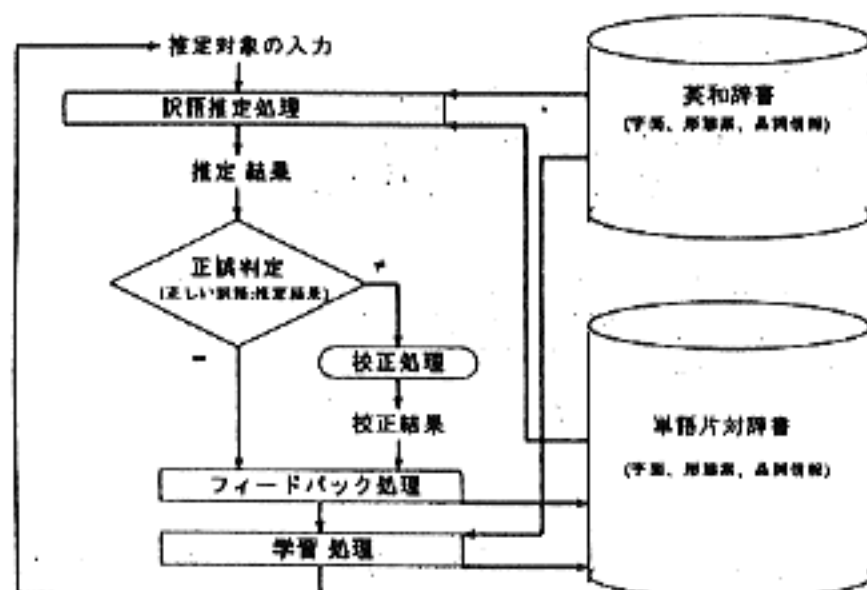 推定対象の入力
訳語推定処理
推定 結果
正誤判定
(正しい訳語:推定結果)
≠
=
校正処理
校正結果
フィードバック処理
学習 処理
英和辞書
(字面、形態素、品詞情報)
単語片対辞書
(字面、形態素、品詞情報)